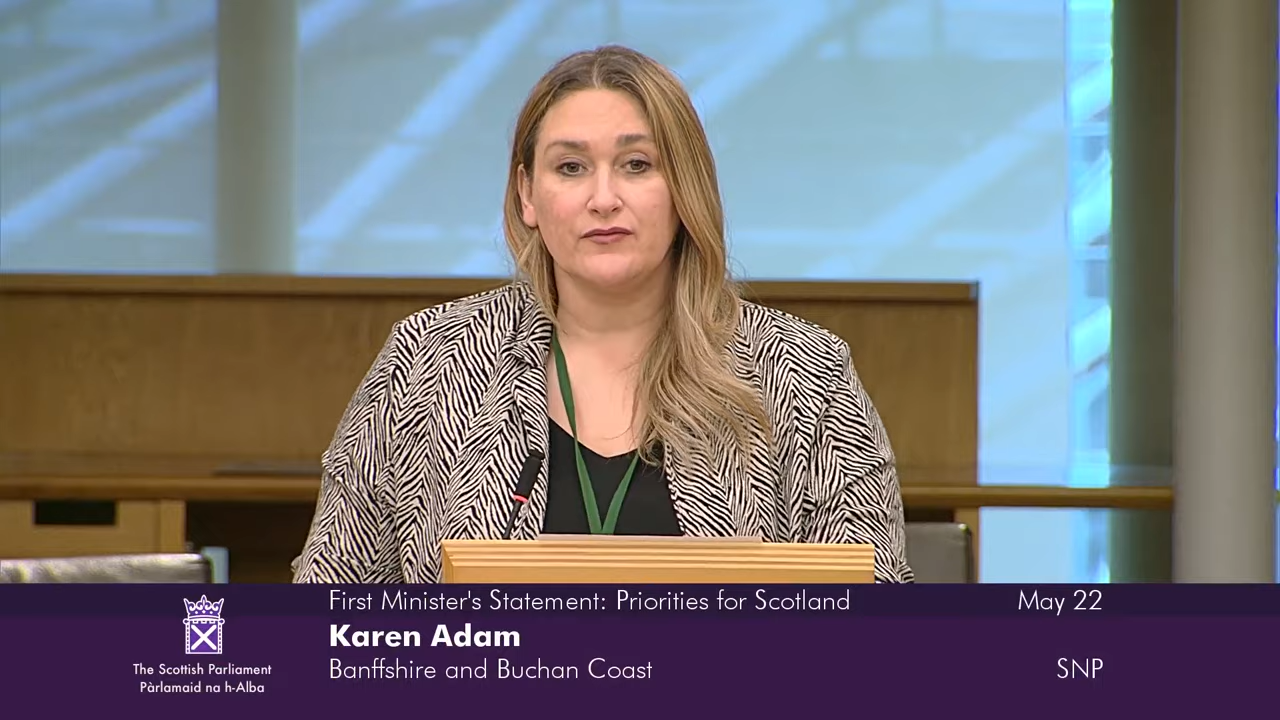 First Minister's Statement: Priorities for Scotland
May 22
Karen Adam
Banffshire and Buchan Coast
SNP
The Scottish Parliament
Pàrlamaid na h-Alba